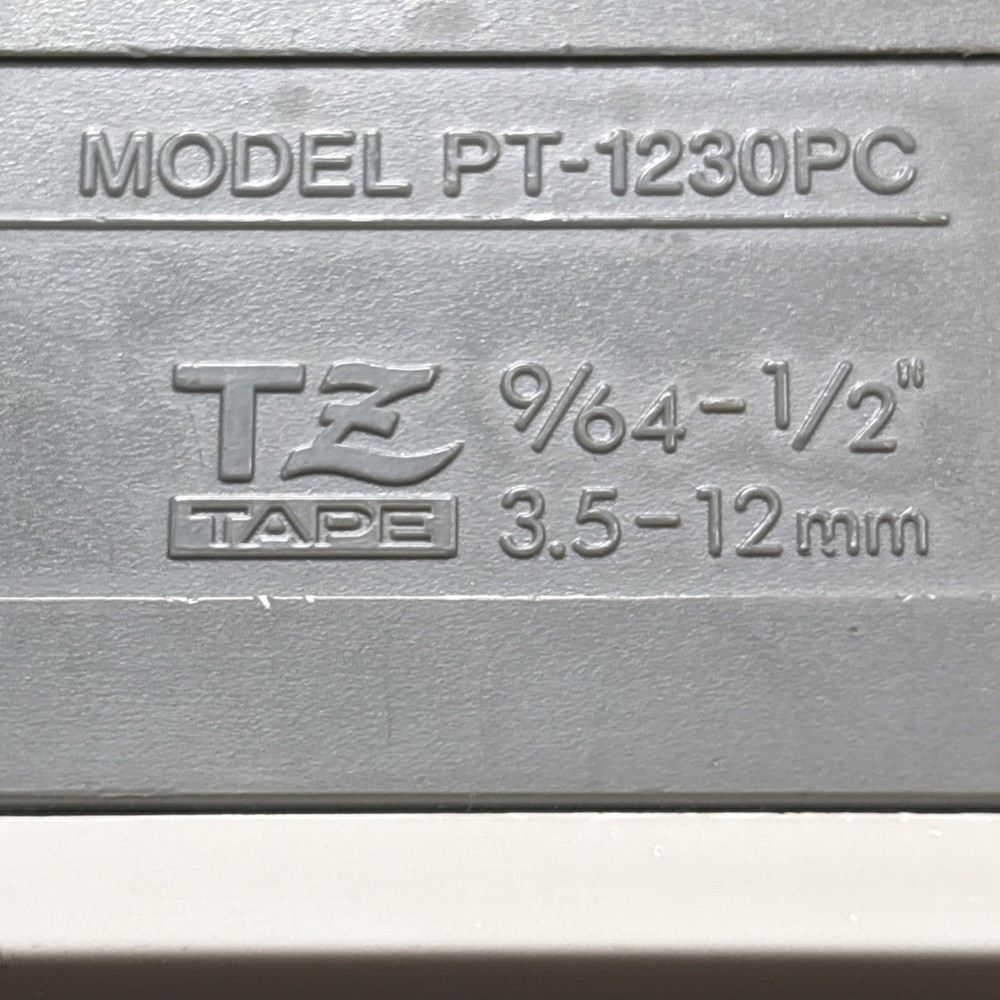 MODEL PT-1230PC
TZ 9/64-1/2"
TAPE 3.5-12mm